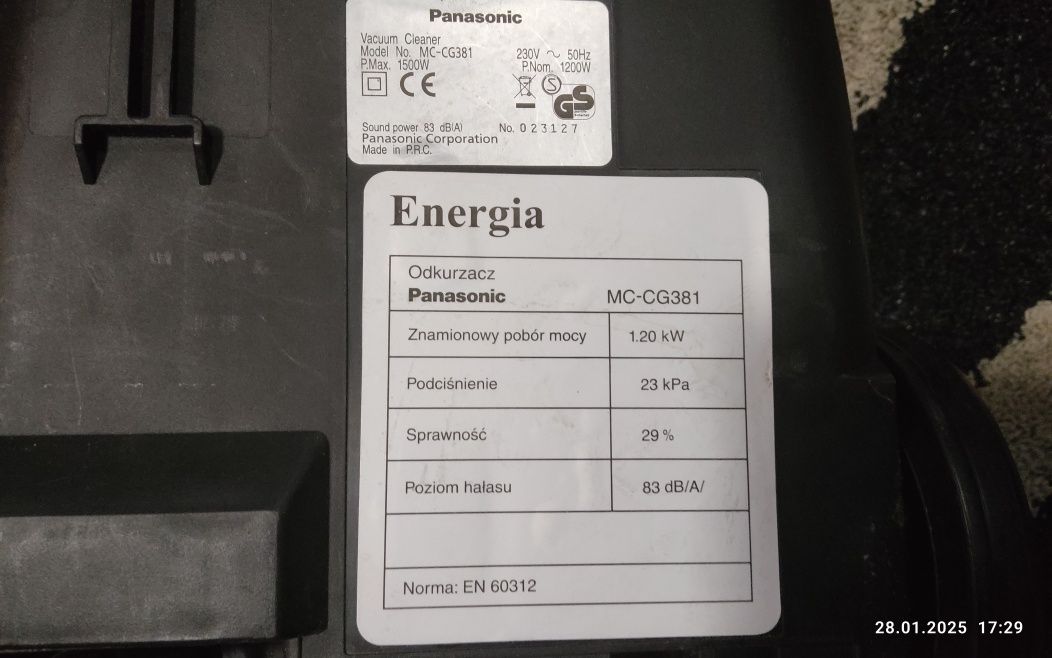 Panasonic
Vacuum Cleaner
Model No. MC-CG381 230V ~ 50Hz
P.Max. 1500W P.Nom. 1200W
CE
S
GS
Sound power 83 dB(A) No. 023127
Panasonic Corporation
Made in P.R.C.
Energia
Odkurzacz
Panasonic MC-CG381
Znamionowy pobór mocy 1.20 kW
Podciśnienie 23 kPa
Sprawność 29 %
Poziom hałasu 83 dB/A/
Norma: EN 60312
28.01.2025 17:29